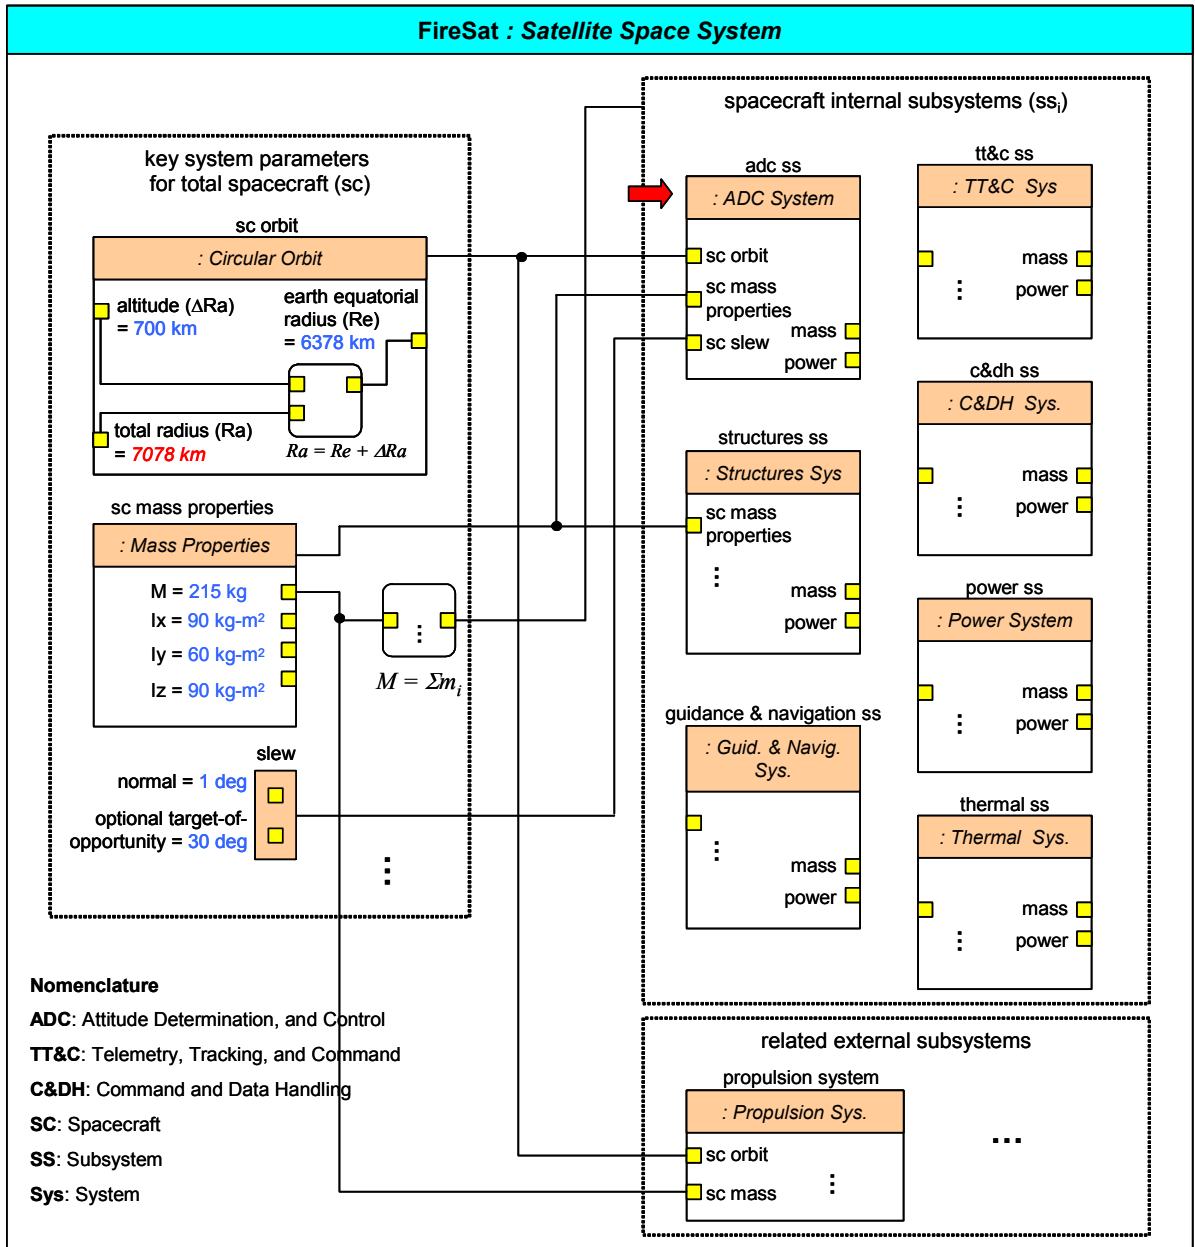 FireSat : Satellite Space System
key system parameters
for total spacecraft (sc)
sc orbit
: Circular Orbit
altitude (ΔRa)
= 700 km
earth equatorial
radius (Re)
= 6378 km
total radius (Ra)
= 7078 km
Ra = Re + ΔRa
sc mass properties
: Mass Properties
M = 215 kg
Ix = 90 kg-m²
Iy = 60 kg-m²
Iz = 90 kg-m²
...
M = Σmᵢ
slew
normal = 1 deg
optional target-of-
opportunity = 30 deg
...
spacecraft internal subsystems (ssᵢ)
adc ss
: ADC System
sc orbit
sc mass
properties
sc slew
mass
power
structures ss
: Structures Sys
sc mass
properties
...
mass
power
guidance & navigation ss
: Guid. & Navig.
Sys.
...
mass
power
tt&c ss
: TT&C Sys
mass
...
power
c&dh ss
: C&DH Sys.
mass
...
power
power ss
: Power System
mass
...
power
thermal ss
: Thermal Sys.
mass
...
power
related external subsystems
propulsion system
: Propulsion Sys.
sc orbit
sc mass
...
...
Nomenclature
ADC: Attitude Determination, and Control
TT&C: Telemetry, Tracking, and Command
C&DH: Command and Data Handling
SC: Spacecraft
SS: Subsystem
Sys: System